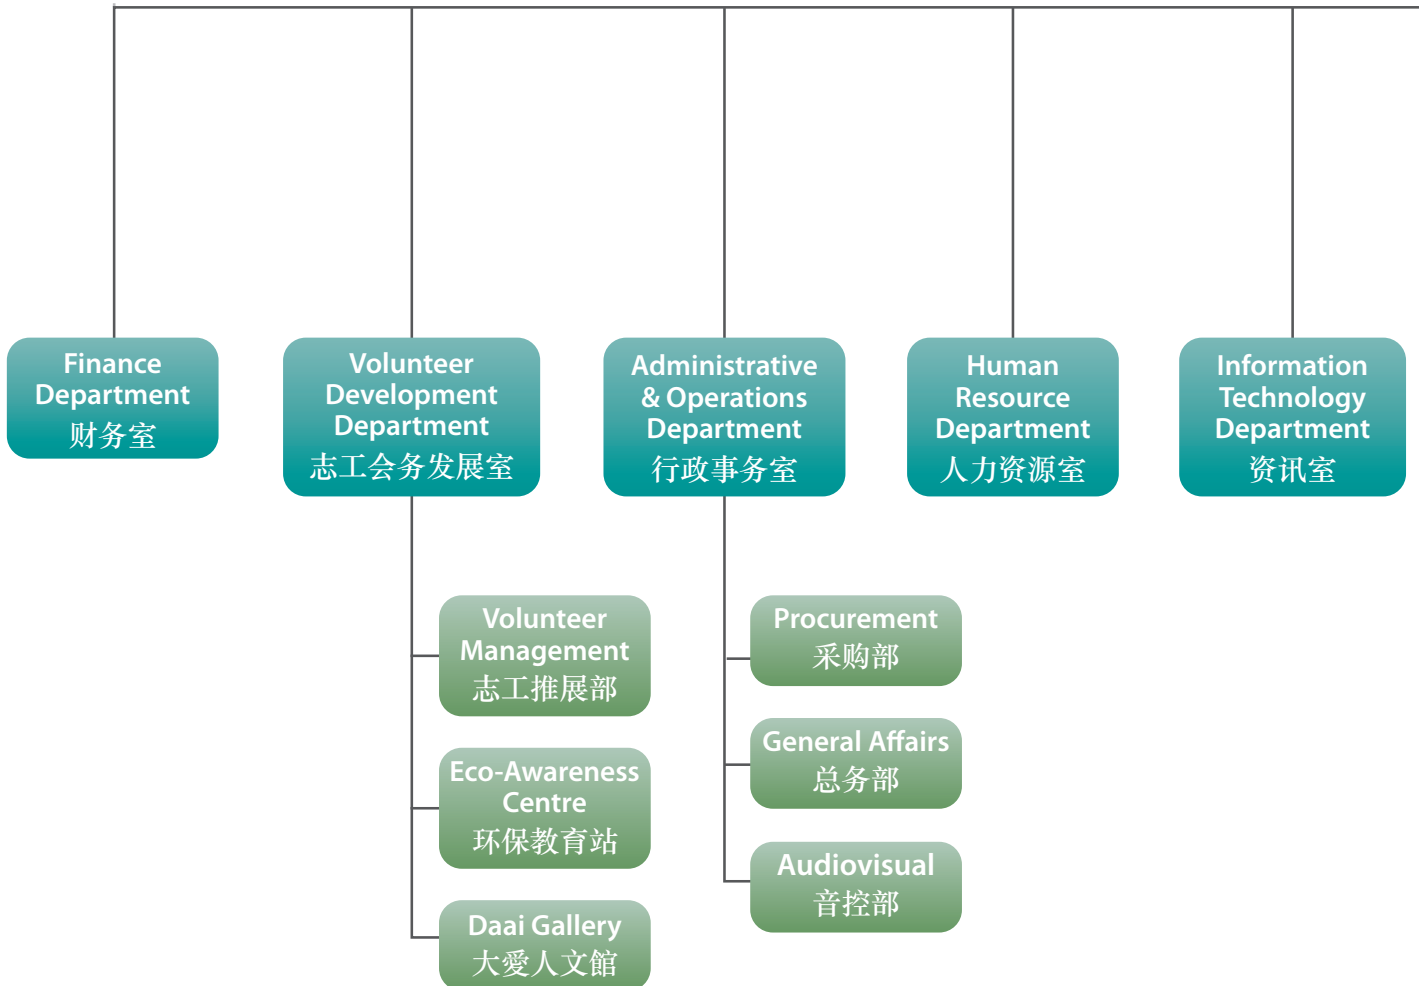 Finance
Department
财务室
Volunteer
Development
Department
志工会务发展室
Administrative
& Operations
Department
行政事务室
Human
Resource
Department
人力资源室
Information
Technology
Department
资讯室
Volunteer
Management
志工推展部
Eco-Awareness
Centre
环保教育站
Daai Gallery
大愛人文館
Procurement
采购部
General Affairs
总务部
Audiovisual
音控部